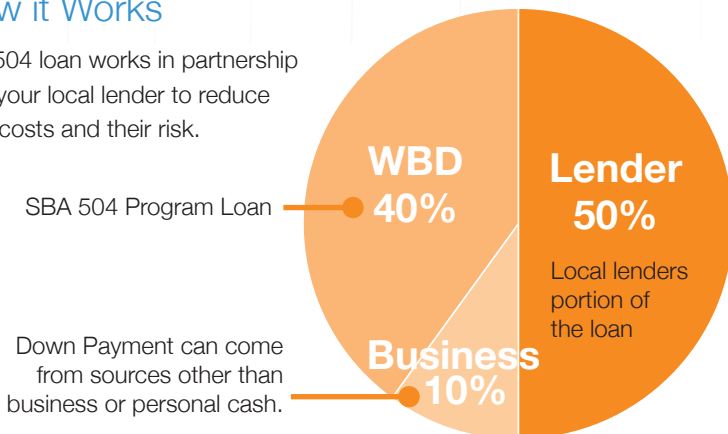 w it Works
504 loan works in partnership
your local lender to reduce
costs and their risk.
SBA 504 Program Loan
WBD
40%
Lender
50%
Local lenders
portion of
the loan
Down Payment can come
from sources other than
business or personal cash.
Business
10%